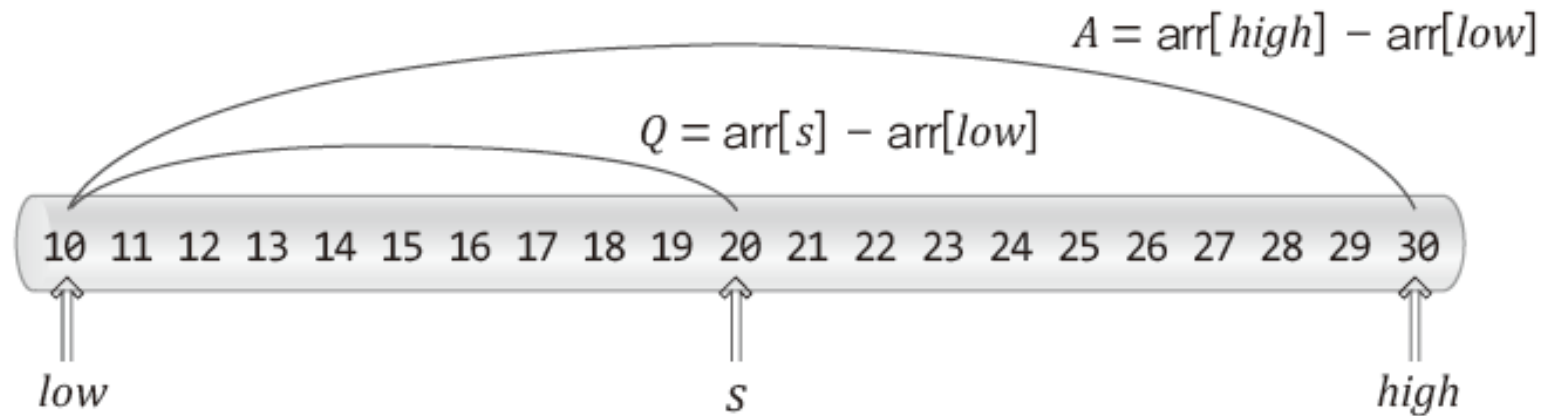 A = arr[high] − arr[low]
Q = arr[s] − arr[low]
10 11 12 13 14 15 16 17 18 19 20 21 22 23 24 25 26 27 28 29 30
low s high